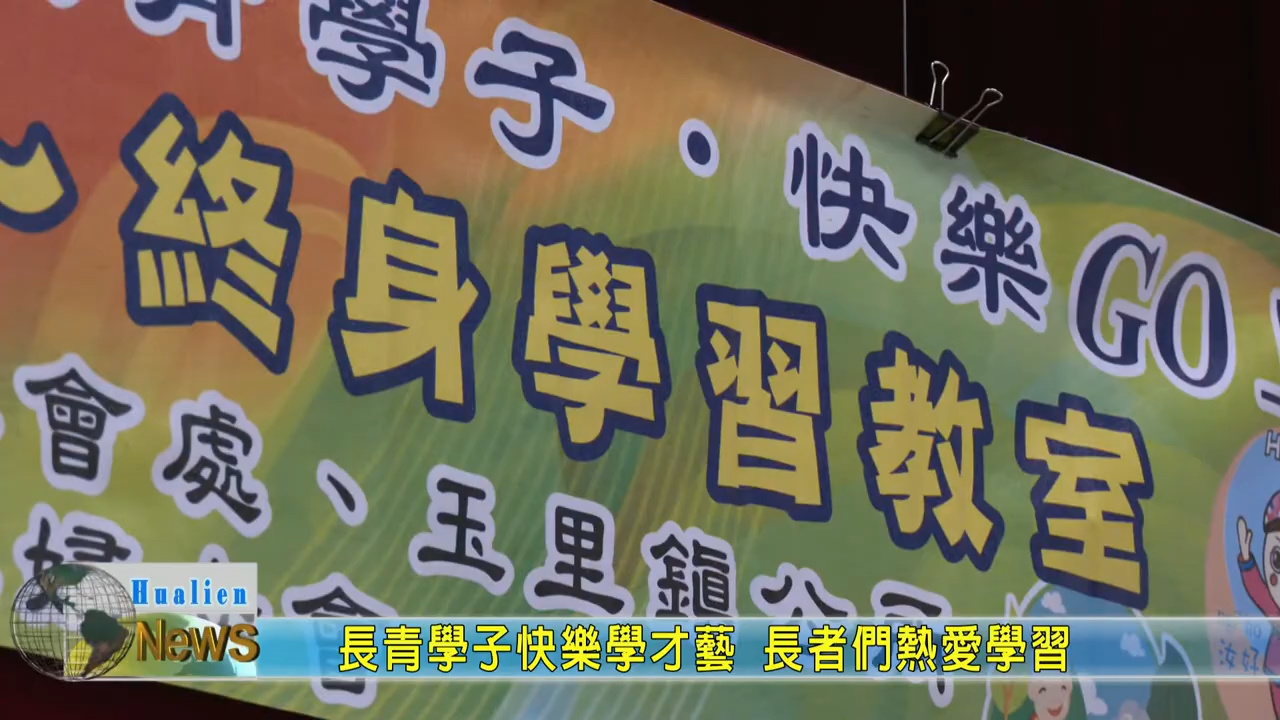 學子·快樂GO
終身學習教室
會處、玉里鎮公
會
Hualien
News
長青學子快樂學才藝 長者們熱愛學習